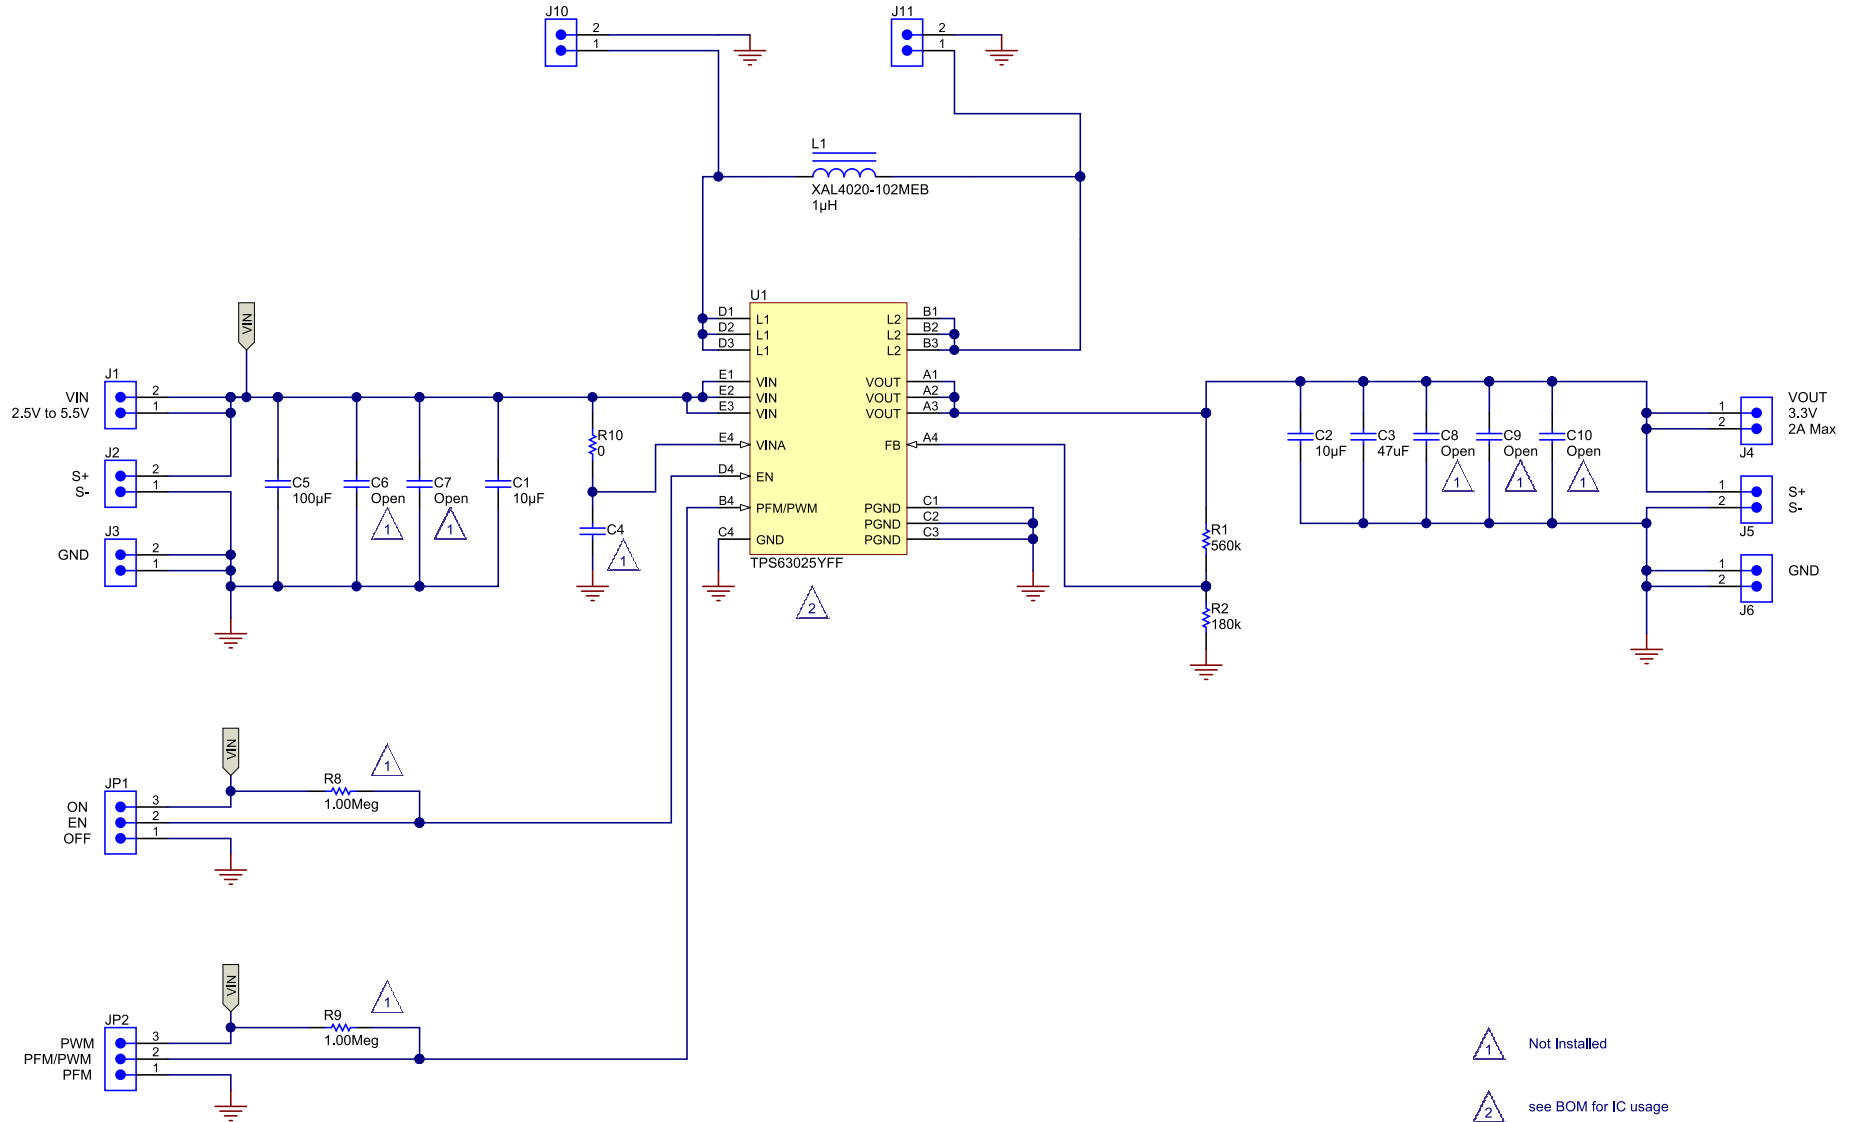 J10
2
1
J11
2
1
L1
XAL4020-102MEB
1µH
VIN
U1
D1 L1
D2 L1
D3 L1
E1 VIN
E2 VIN
E3 VIN
E4 VINA
D4 EN
B4 PFM/PWM
C4 GND
L2 B1
L2 B2
L2 B3
VOUT A1
VOUT A2
VOUT A3
FB A4
PGND C1
PGND C2
PGND C3
TPS63025YFF
2
J1
VIN 2
2.5V to 5.5V 1
J2
S+ 2
S- 1
J3
GND 2
1
C5
100µF
C6
Open
1
C7
Open
1
C1
10µF
R10
0
C4
1
R1
560k
R2
180k
C2
10µF
C3
47uF
C8
Open
1
C9
Open
1
C10
Open
1
VOUT
1 3.3V
2 2A Max
J4
1 S+
2 S-
J5
1 GND
2
J6
VIN
R8
1.00Meg
1
JP1
ON 3
EN 2
OFF 1
VIN
R9
1.00Meg
1
JP2
PWM 3
PFM/PWM 2
PFM 1
1 Not Installed
2 see BOM for IC usage